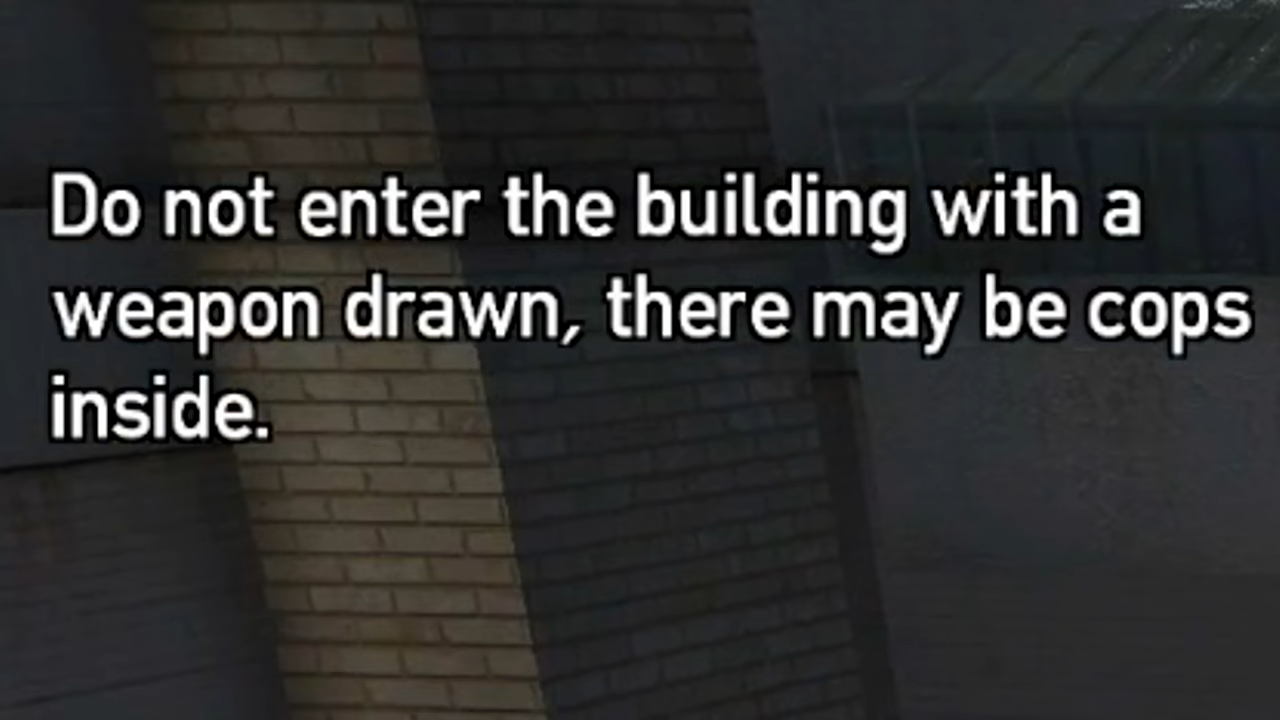 Do not enter the building with a
weapon drawn, there may be cops
inside.